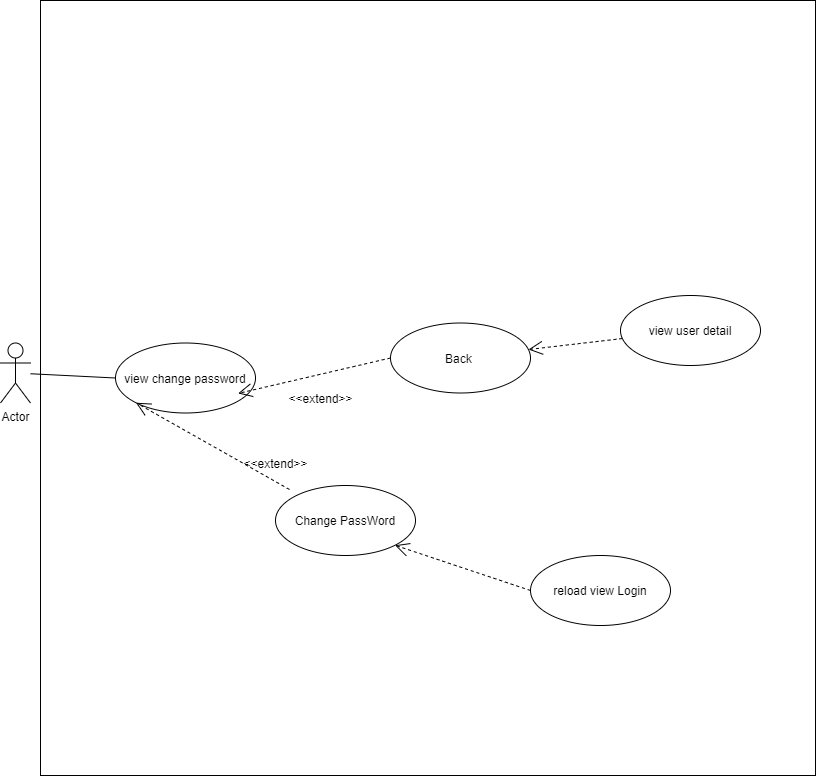 view user detail
Back
view change password
<<extend>>
Actor
<<extend>>
Change PassWord
reload view Login